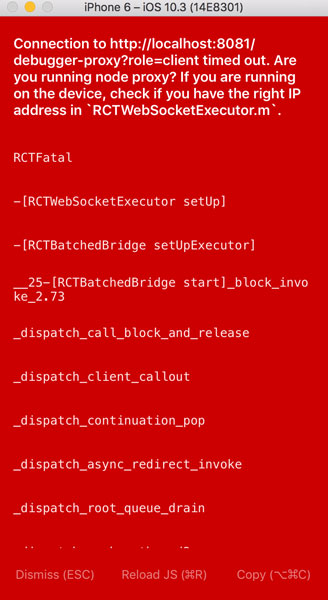 iPhone 6 – iOS 10.3 (14E8301)
Connection to http://localhost:8081/
debugger-proxy?role=client timed out. Are
you running node proxy? If you are running
on the device, check if you have the right IP
address in `RCTWebSocketExecutor.m`.
RCTFatal
-[RCTWebSocketExecutor setUp]
-[RCTBatchedBridge setUpExecutor]
__25-[RCTBatchedBridge start]_block_invo
ke_2.73
_dispatch_call_block_and_release
_dispatch_client_callout
_dispatch_continuation_pop
_dispatch_async_redirect_invoke
_dispatch_root_queue_drain
Dismiss (ESC) Reload JS (⌘R) Copy (⌥⌘C)